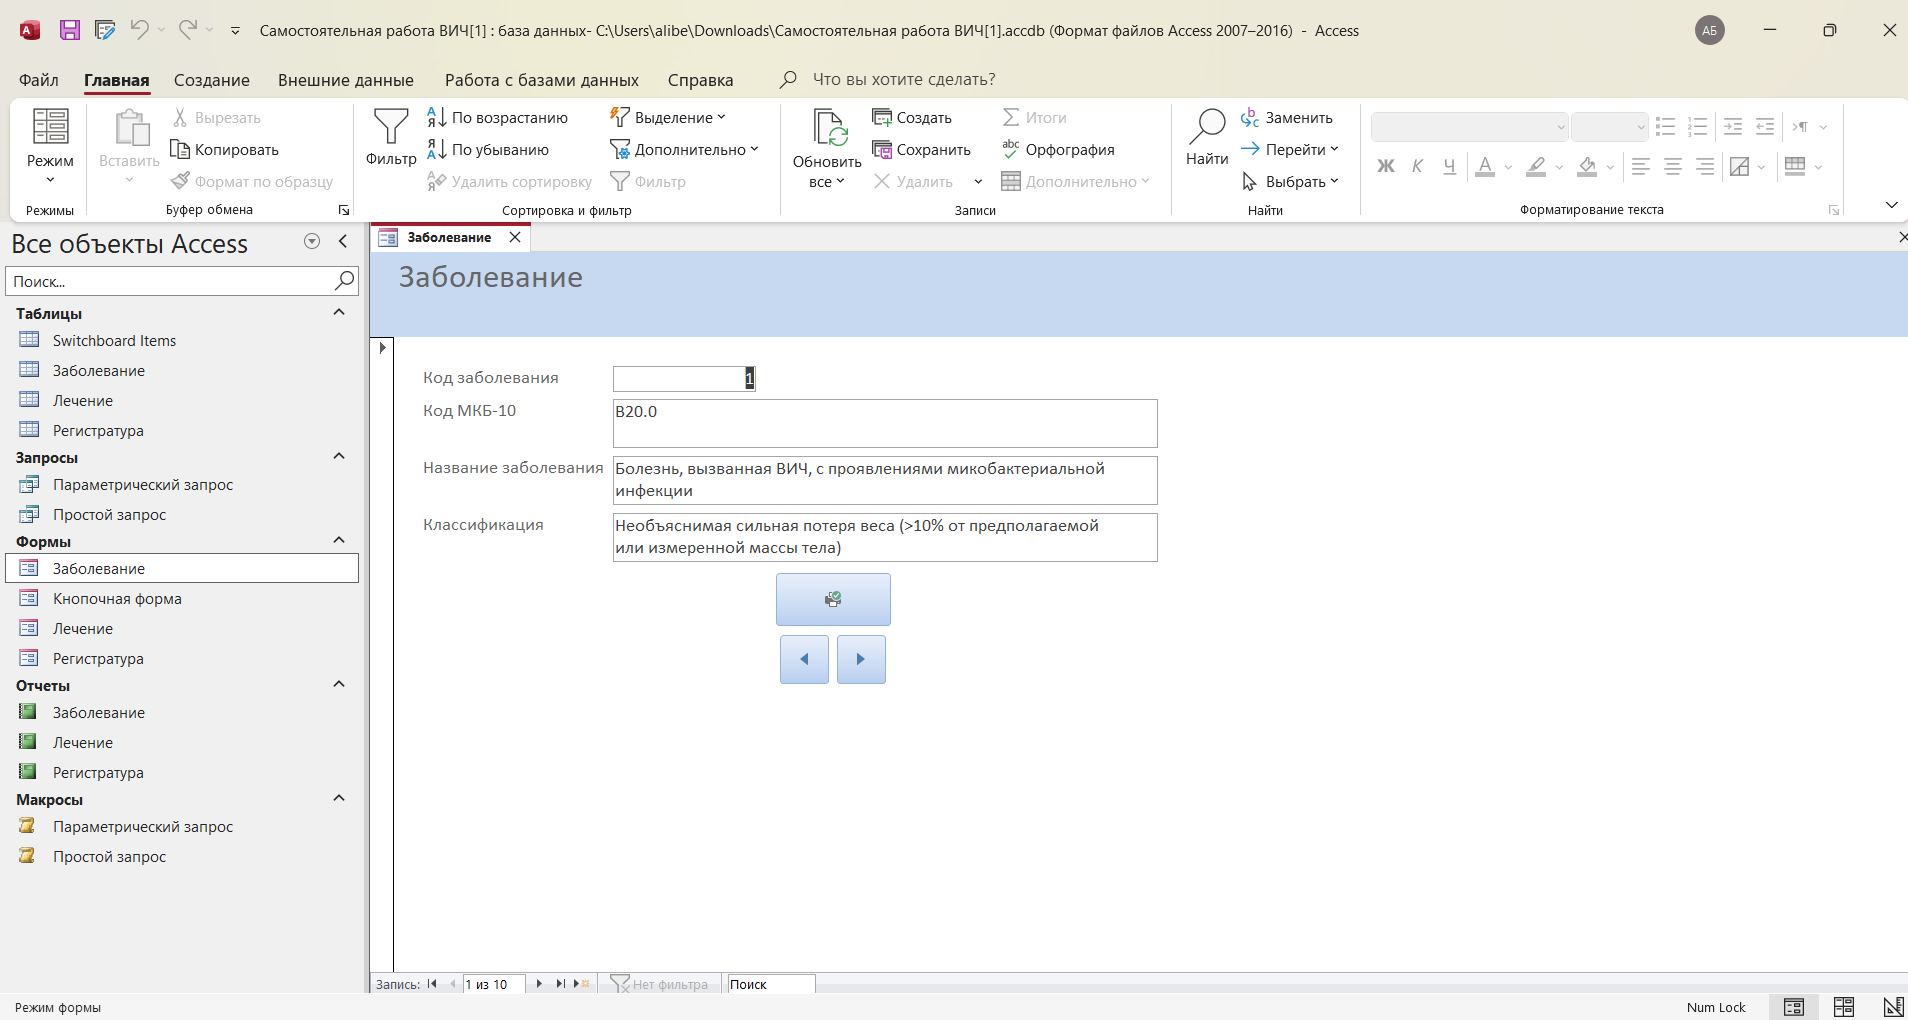 Самостоятельная работа ВИЧ[1] : база данных- C:\Users\alibe\Downloads\Самостоятельная работа ВИЧ[1].accdb (Формат файлов Access 2007–2016) - Access
АБ
Файл Главная Создание Внешние данные Работа с базами данных Справка Что вы хотите сделать?
Режим
Режимы
Вставить
Вырезать
Копировать
Формат по образцу
Буфер обмена
Фильтр
По возрастанию
По убыванию
Удалить сортировку
Выделение
Дополнительно
Фильтр
Сортировка и фильтр
Обновить
все
Создать
Сохранить
Удалить
Итоги
Орфография
Дополнительно
Записи
Найти
Заменить
Перейти
Выбрать
Найти
Ж К Ч A
Форматирование текста
Все объекты Access
Поиск...
Таблицы
Switchboard Items
Заболевание
Лечение
Регистратура
Запросы
Параметрический запрос
Простой запрос
Формы
Заболевание
Кнопочная форма
Лечение
Регистратура
Отчеты
Заболевание
Лечение
Регистратура
Макросы
Параметрический запрос
Простой запрос
Заболевание
Заболевание
Код заболевания 1
Код МКБ-10 B20.0
Название заболевания Болезнь, вызванная ВИЧ, с проявлениями микобактериальной
инфекции
Классификация Необъяснимая сильная потеря веса (>10% от предполагаемой
или измеренной массы тела)
Запись: 1 из 10 Нет фильтра Поиск
Режим формы Num Lock